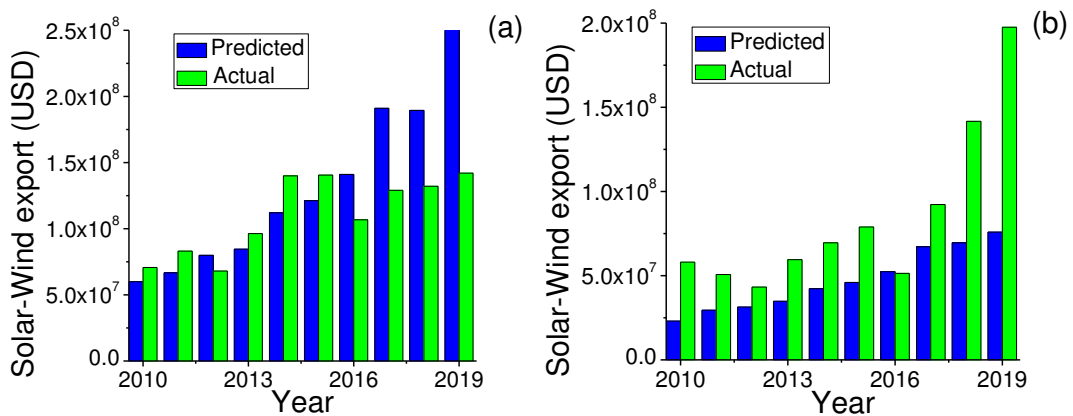 (a)
Solar-Wind export (USD)
2.5x10⁸
2.0x10⁸
1.5x10⁸
1.0x10⁸
5.0x10⁷
0.0
Predicted
Actual
2010 2013 2016 2019
Year
(b)
Solar-Wind export (USD)
2.0x10⁸
1.5x10⁸
1.0x10⁸
5.0x10⁷
0.0
Predicted
Actual
2010 2013 2016 2019
Year